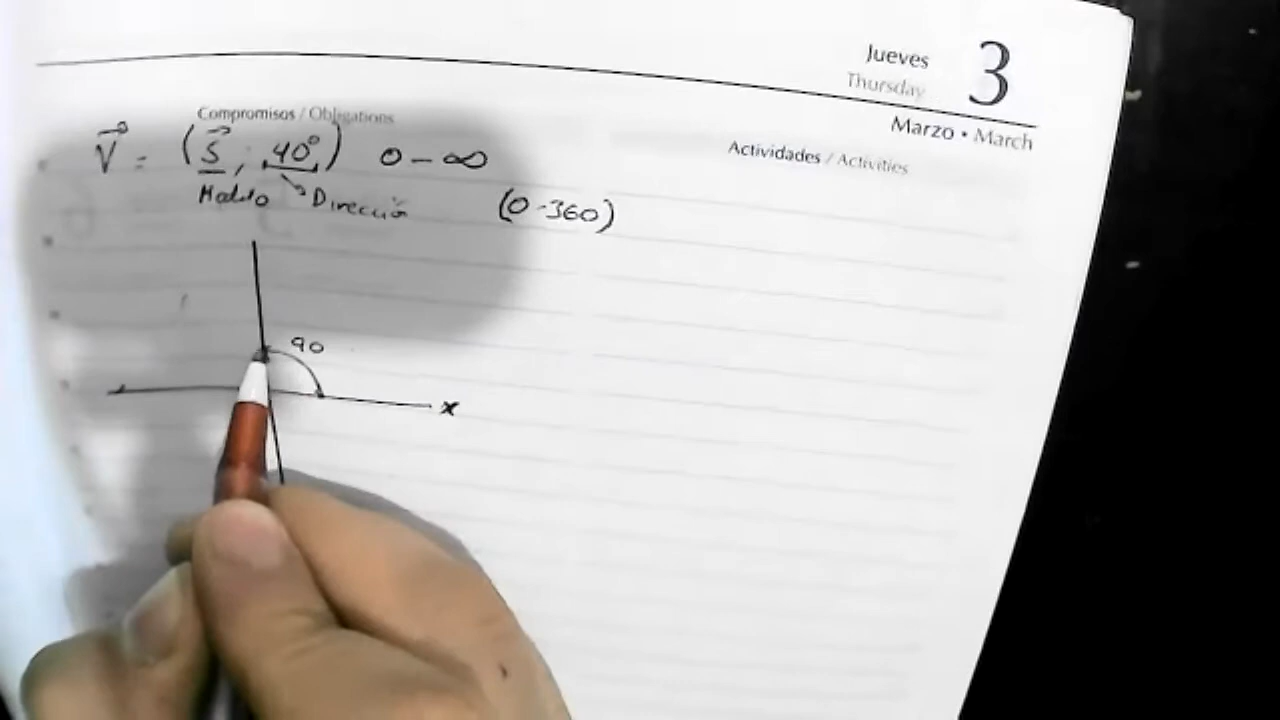 Jueves 3
Thursday
Marzo • March
Compromisos / Obligations
Actividades / Activities
V⃗ = (5⃗, 40°) 0 - ∞
Modulo Dirección (0 - 360)
90
x